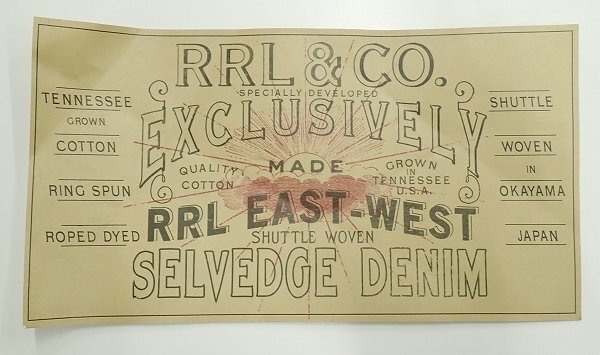 RRL & CO.
SPECIALLY DEVELOPED
EXCLUSIVELY
MADE
QUALITY
COTTON
GROWN
IN
TENNESSEE
U.S.A.
RRL EAST-WEST
SHUTTLE WOVEN
SELVEDGE DENIM
TENNESSEE
GROWN
COTTON
RING SPUN
ROPED DYED
SHUTTLE
WOVEN
IN
OKAYAMA
JAPAN